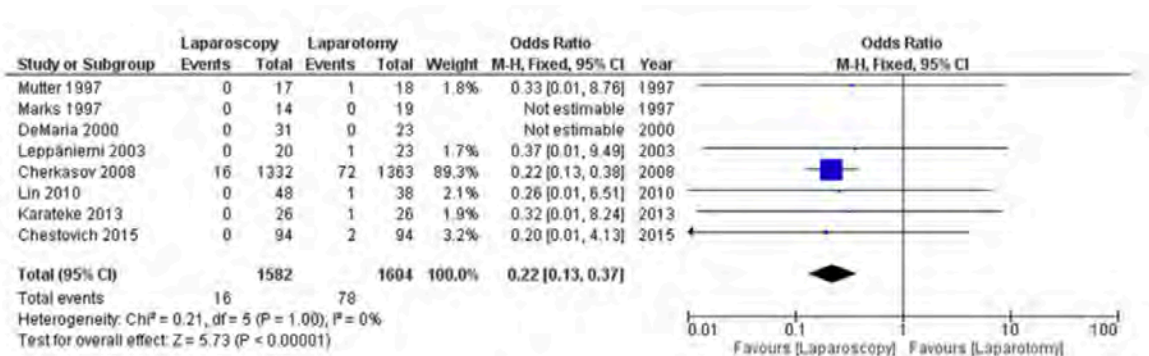 Laparoscopy Laparotomy Odds Ratio Odds Ratio
Study or Subgroup Events Total Events Total Weight M-H, Fixed, 95% CI Year M-H, Fixed, 95% CI
Mutter 1997 0 17 1 18 1.8% 0.33 [0.01, 8.76] 1997
Marks 1997 0 14 0 19 Not estimable 1997
DeMaria 2000 0 31 0 23 Not estimable 2000
Leppäniemi 2003 0 20 1 23 1.7% 0.37 [0.01, 9.49] 2003
Cherkasov 2008 16 1332 72 1363 89.3% 0.22 [0.13, 0.38] 2008
Lin 2010 0 48 1 38 2.1% 0.26 [0.01, 6.51] 2010
Karateke 2013 0 26 1 26 1.9% 0.32 [0.01, 8.24] 2013
Chestovich 2015 0 94 2 94 3.2% 0.20 [0.01, 4.13] 2015
Total (95% CI) 1582 1604 100.0% 0.22 [0.13, 0.37]
Total events 16 78
Heterogeneity: Chi² = 0.21, df = 5 (P = 1.00); I² = 0%
Test for overall effect: Z = 5.73 (P < 0.00001)
0.01 0.1 1 10 100
Favours [Laparoscopy] Favours [Laparotomy]